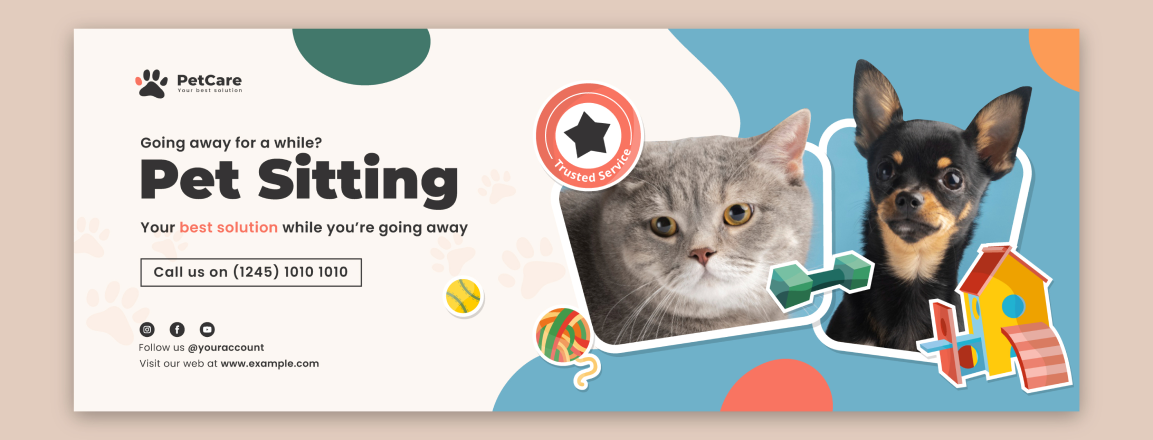 PetCare
Your best solution
Going away for a while?
Pet Sitting
Your best solution while you're going away
Call us on (1245) 1010 1010
Follow us @youraccount
Visit our web at www.example.com
Trusted Service